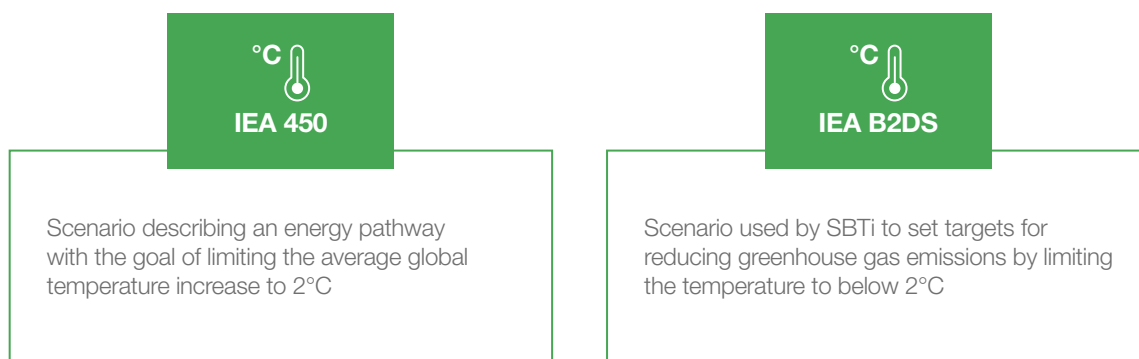 °C
IEA 450
Scenario describing an energy pathway
with the goal of limiting the average global
temperature increase to 2°C
°C
IEA B2DS
Scenario used by SBTi to set targets for
reducing greenhouse gas emissions by limiting
the temperature to below 2°C